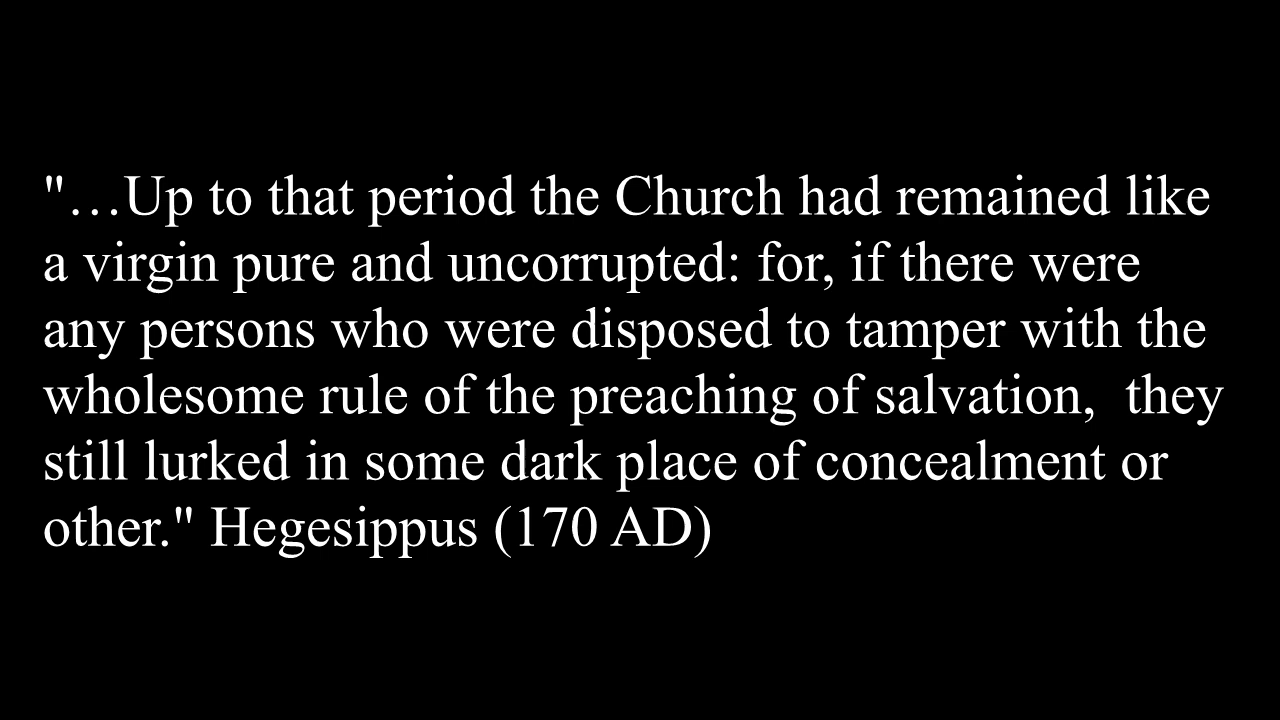 "…Up to that period the Church had remained like
a virgin pure and uncorrupted: for, if there were
any persons who were disposed to tamper with the
wholesome rule of the preaching of salvation,  they
still lurked in some dark place of concealment or
other." Hegesippus (170 AD)